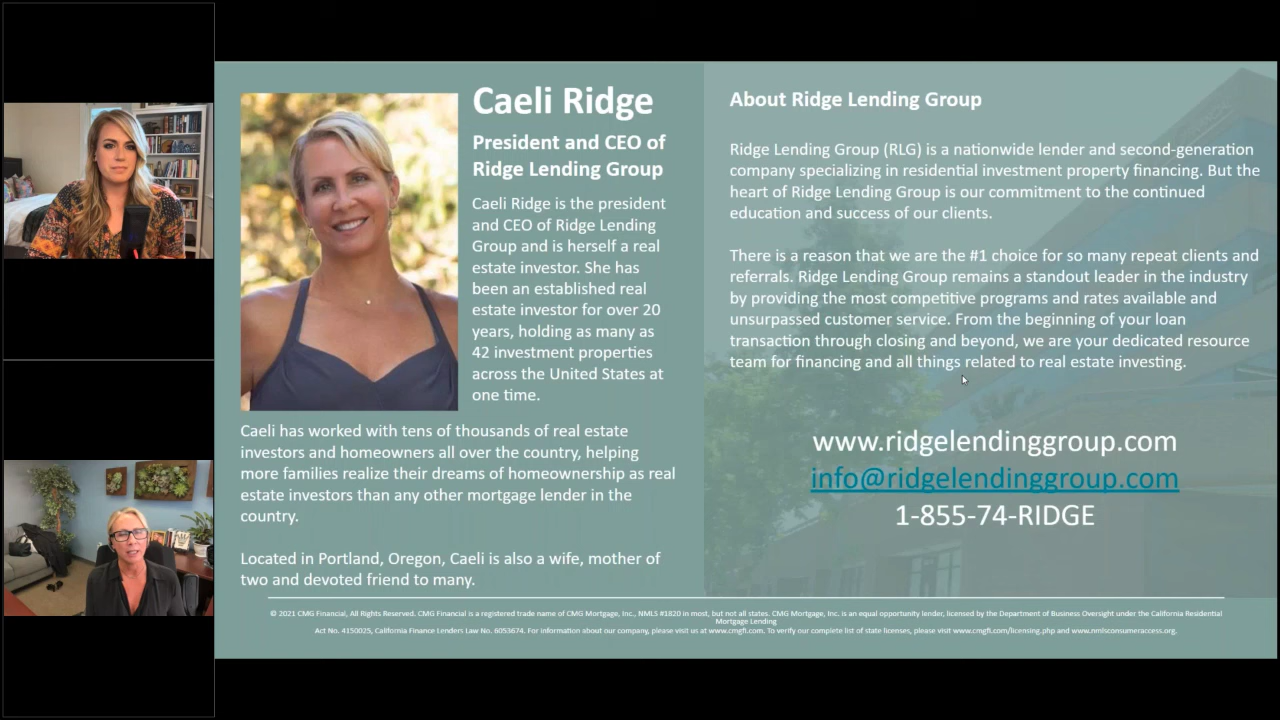 Caeli Ridge
President and CEO of
Ridge Lending Group
Caeli Ridge is the president
and CEO of Ridge Lending
Group and is herself a real
estate investor. She has
been an established real
estate investor for over 20
years, holding as many as
42 investment properties
across the United States at
one time.
Caeli has worked with tens of thousands of real estate
investors and homeowners all over the country, helping
more families realize their dreams of homeownership as real
estate investors than any other mortgage lender in the
country.
Located in Portland, Oregon, Caeli is also a wife, mother of
two and devoted friend to many.
About Ridge Lending Group
Ridge Lending Group (RLG) is a nationwide lender and second-generation
company specializing in residential investment property financing. But the
heart of Ridge Lending Group is our commitment to the continued
education and success of our clients.
There is a reason that we are the #1 choice for so many repeat clients and
referrals. Ridge Lending Group remains a standout leader in the industry
by providing the most competitive programs and rates available and
unsurpassed customer service. From the beginning of your loan
transaction through closing and beyond, we are your dedicated resource
team for financing and all things related to real estate investing.
www.ridgelendinggroup.com
info@ridgelendinggroup.com
1-855-74-RIDGE
© 2021 CMG Financial, All Rights Reserved. CMG Financial is a registered trade name of CMG Mortgage, Inc., NMLS #1820 in most, but not all states. CMG Mortgage, Inc. is an equal opportunity lender, licensed by the Department of Business Oversight under the California Residential
Mortgage Lending
Act No. 4150025, California Finance Lenders Law No. 6053674. For information about our company, please visit us at www.cmgfi.com. To verify our complete list of state licenses, please visit www.cmgfi.com/licensing.php and www.nmlsconsumeraccess.org.